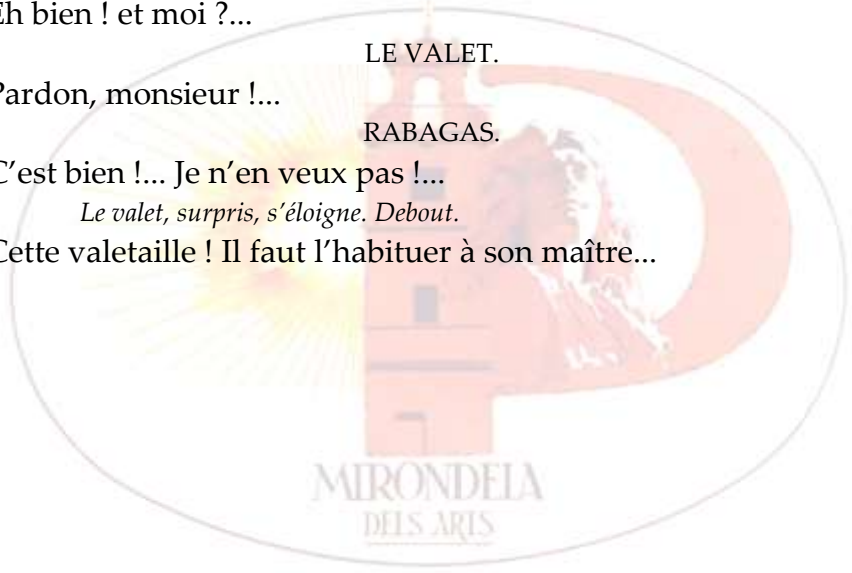 Eh bien ! et moi ?...
LE VALET.
Pardon, monsieur !...
RABAGAS.
C’est bien !... Je n’en veux pas !...
Le valet, surpris, s’éloigne. Debout.
Cette valetaille ! Il faut l’habituer à son maître...
MIRONDELA
DELS ARTS